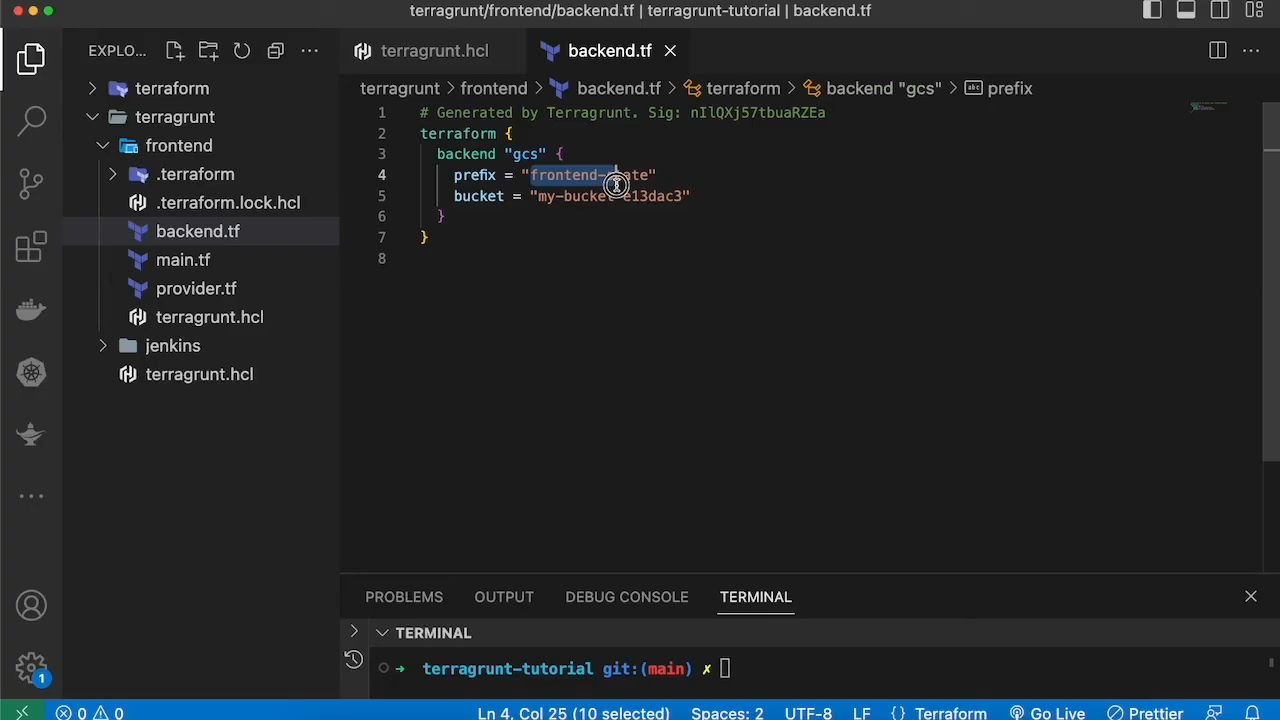 terragrunt/frontend/backend.tf | terragrunt-tutorial | backend.tf
EXPLO...
terraform
terragrunt
frontend
.terraform
.terraform.lock.hcl
backend.tf
main.tf
provider.tf
terragrunt.hcl
jenkins
terragrunt.hcl
1
terragrunt.hcl
backend.tf
terragrunt > frontend > backend.tf > terraform > backend "gcs" > prefix
1 # Generated by Terragrunt. Sig: nIlQXj57tbuaRZEa
2 terraform {
3 backend "gcs" {
4 prefix = "frontend-state"
5 bucket = "my-bucket-e13dac3"
6 }
7 }
8
PROBLEMS OUTPUT DEBUG CONSOLE TERMINAL
TERMINAL
→ terragrunt-tutorial git:(main) ✗
0 0 Ln 4, Col 25 (10 selected) Spaces: 2 UTF-8 LF {} Terraform Go Live Prettier